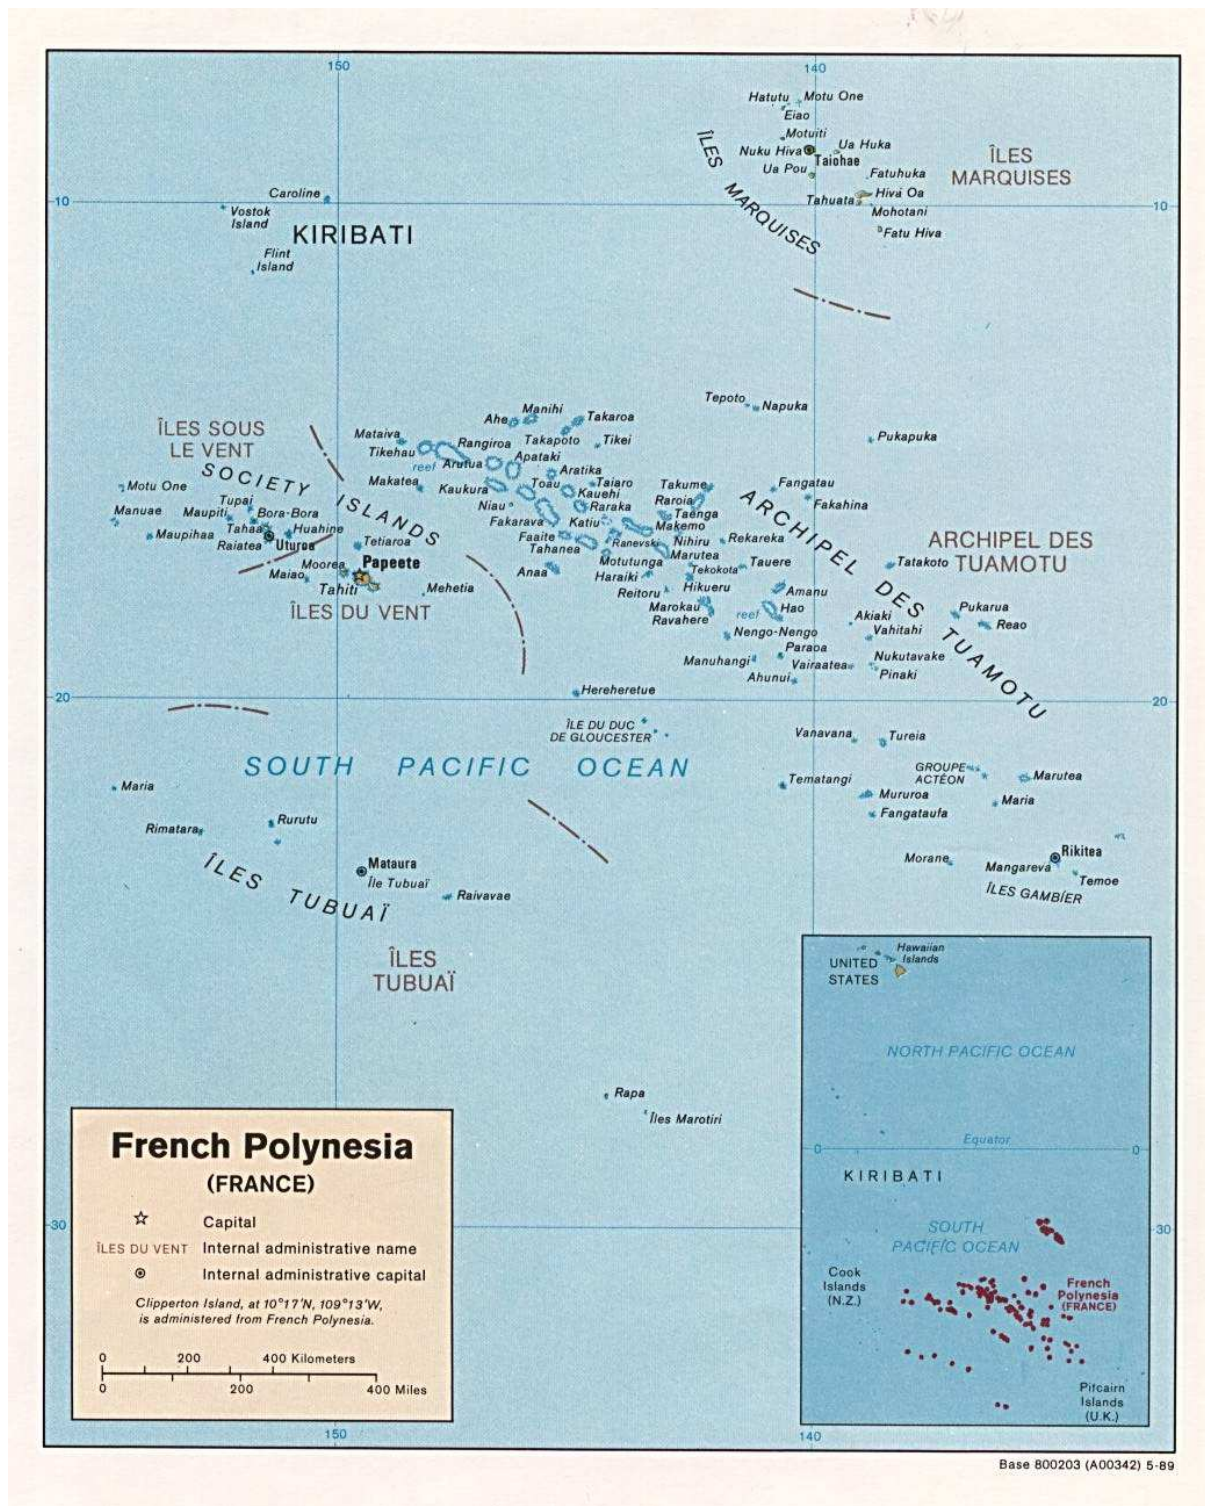 150
140
Hatutu
Motu One
Eiao
Motuiti
Nuku Hiva
Ua Huka
Taiohae
Ua Pou
Fatuhuka
Hiva Oa
Tahuata
Mohotani
Fatu Hiva
ÎLES MARQUISES
ÎLES
MARQUISES
10
10
Caroline
Vostok
Island
KIRIBATI
Flint
Island
Tepoto
Napuka
Pukapuka
ÎLES SOUS
LE VENT
SOCIETY ISLANDS
Motu One
Manuae
Tupai
Maupiti
Bora-Bora
Maupihaa
Tahaa
Huahine
Raiatea
Uturoa
Tetiaroa
Moorea
Papeete
Maiao
Tahiti
Mehetia
ÎLES DU VENT
Mataiva
Tikehau
reef
Rangiroa
Arutua
Ahe
Manihi
Takaroa
Takapoto
Tikei
Apataki
Aratika
Makatea
Kaukura
Toau
Taiaro
Kauehi
Niau
Raraka
Fakarava
Katiu
Faaite
Tahanea
Anaa
Takume
Raroia
Taenga
Makemo
Ranevski
Nihiru
Rekareka
Marutea
Motutunga
Haraiki
Tekokota
Tauere
Reitoru
Hikueru
Marokau
Ravahere
reef
Amanu
Hao
Fangatau
Fakahina
ARCHIPEL DES TUAMOTU
ARCHIPEL DES
TUAMOTU
Tatakoto
Akiaki
Vahitahi
Pukarua
Reao
Nengo-Nengo
Manuhangi
Paraoa
Vairaatea
Nukutavake
Pinaki
Ahunui
20
20
Hereheretue
ÎLE DU DUC
DE GLOUCESTER
SOUTH PACIFIC OCEAN
Vanavana
Tureia
Tematangi
GROUPE
ACTÉON
Marutea
Mururoa
Maria
Fangataufa
Morane
Rikitea
Mangareva
Temoe
ÎLES GAMBIER
Maria
Rimatara
Rurutu
Mataura
Île Tubuaï
Raivavae
ÎLES TUBUAÏ
ÎLES
TUBUAÏ
Rapa
Îles Marotiri
30
30
French Polynesia
(FRANCE)
Capital
ÎLES DU VENT Internal administrative name
Internal administrative capital
Clipperton Island, at 10°17'N, 109°13'W,
is administered from French Polynesia.
0 200 400 Kilometers
0 200 400 Miles
Hawaiian
Islands
UNITED
STATES
NORTH PACIFIC OCEAN
Equator
0
0
KIRIBATI
SOUTH
PACIFIC OCEAN
Cook
Islands
(N.Z.)
French
Polynesia
(FRANCE)
Pitcairn
Islands
(U.K.)
150
140
Base 800203 (A00342) 5-89